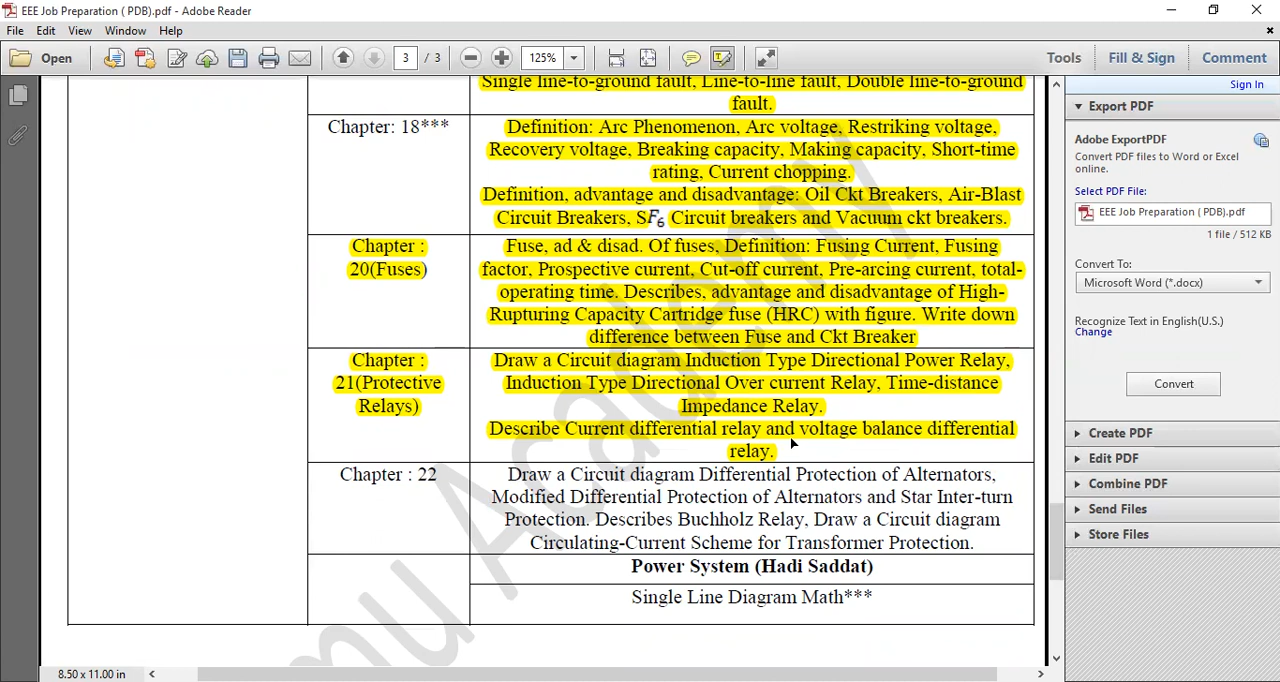 EEE Job Preparation ( PDB).pdf - Adobe Reader
File Edit View Window Help
Open 3 / 3 125% Tools Fill & Sign Comment
Sign In
Single line-to-ground fault, Line-to-line fault, Double line-to-ground
fault.
Chapter: 18***
Definition: Arc Phenomenon, Arc voltage, Restriking voltage,
Recovery voltage, Breaking capacity, Making capacity, Short-time
rating, Current chopping.
Definition, advantage and disadvantage: Oil Ckt Breakers, Air-Blast
Circuit Breakers, SF6 Circuit breakers and Vacuum ckt breakers.
Chapter :
20(Fuses)
Fuse, ad & disad. Of fuses, Definition: Fusing Current, Fusing
factor, Prospective current, Cut-off current, Pre-arcing current, total-
operating time. Describes, advantage and disadvantage of High-
Rupturing Capacity Cartridge fuse (HRC) with figure. Write down
difference between Fuse and Ckt Breaker
Chapter :
21(Protective
Relays)
Draw a Circuit diagram Induction Type Directional Power Relay,
Induction Type Directional Over current Relay, Time-distance
Impedance Relay.
Describe Current differential relay and voltage balance differential
relay.
Chapter : 22
Draw a Circuit diagram Differential Protection of Alternators,
Modified Differential Protection of Alternators and Star Inter-turn
Protection. Describes Buchholz Relay, Draw a Circuit diagram
Circulating-Current Scheme for Transformer Protection.
Power System (Hadi Saddat)
Single Line Diagram Math***
mu Academy
8.50 x 11.00 in
Export PDF
Adobe ExportPDF
Convert PDF files to Word or Excel
online.
Select PDF File:
EEE Job Preparation ( PDB).pdf
1 file / 512 KB
Convert To:
Microsoft Word (*.docx)
Recognize Text in English(U.S.)
Change
Convert
Create PDF
Edit PDF
Combine PDF
Send Files
Store Files